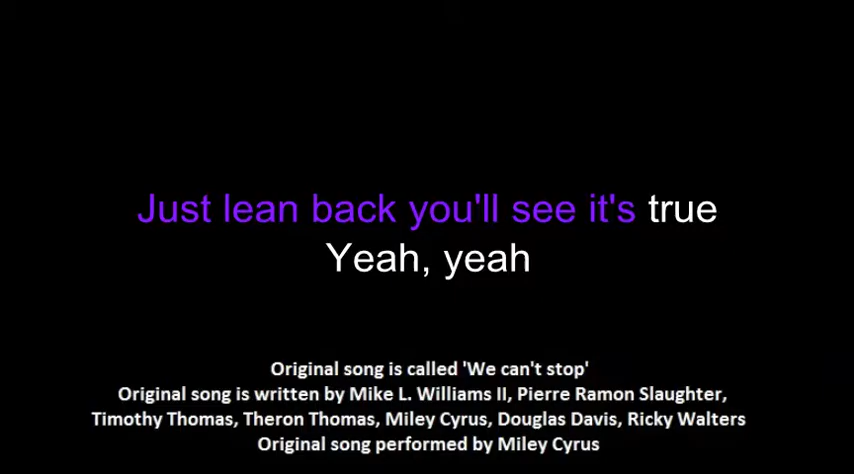 Just lean back you'll see it's true
Yeah, yeah
Original song is called 'We can't stop'
Original song is written by Mike L. Williams II, Pierre Ramon Slaughter,
Timothy Thomas, Theron Thomas, Miley Cyrus, Douglas Davis, Ricky Walters
Original song performed by Miley Cyrus